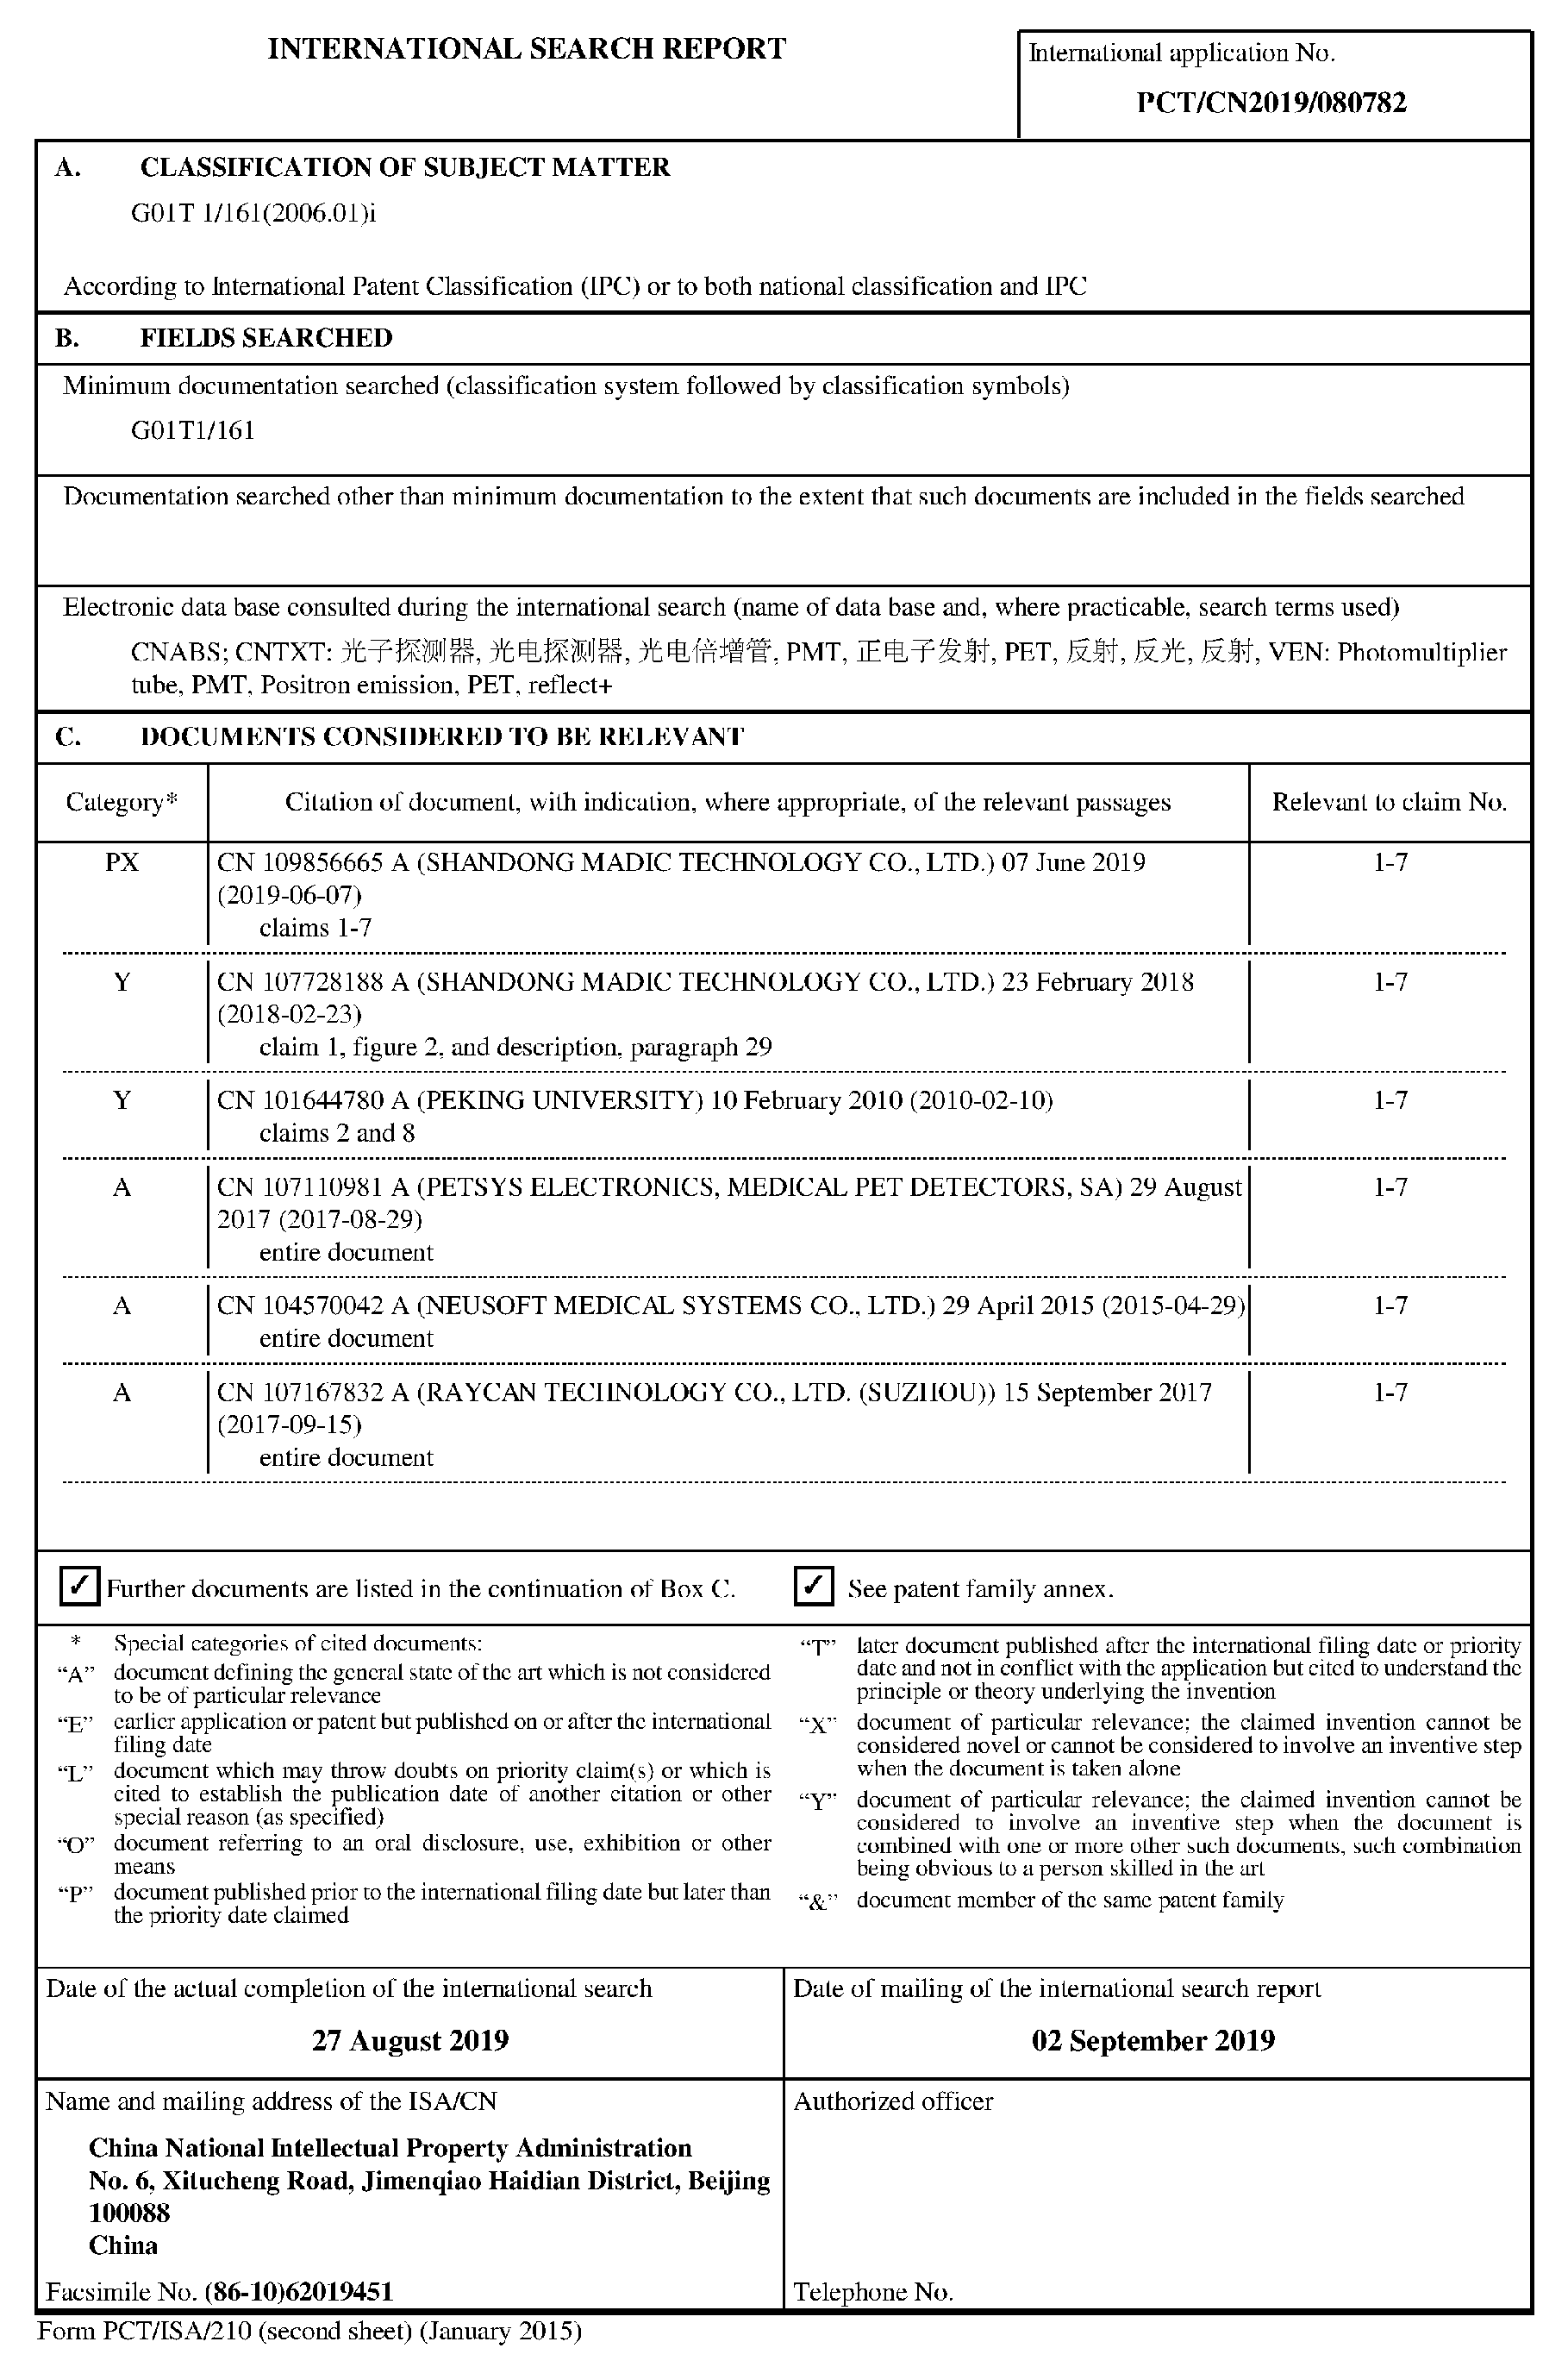 INTERNATIONAL SEARCH REPORT
International application No.
PCT/CN2019/080782
A. CLASSIFICATION OF SUBJECT MATTER
G01T 1/161(2006.01)i
According to International Patent Classification (IPC) or to both national classification and IPC
B. FIELDS SEARCHED
Minimum documentation searched (classification system followed by classification symbols)
G01T1/161
Documentation searched other than minimum documentation to the extent that such documents are included in the fields searched
Electronic data base consulted during the international search (name of data base and, where practicable, search terms used)
CNABS; CNTXT: 光子探测器, 光电探测器, 光电倍增管, PMT, 正电子发射, PET, 反射, 反光, 反射, VEN: Photomultiplier
tube, PMT, Positron emission, PET, reflect+
C. DOCUMENTS CONSIDERED TO BE RELEVANT
Category* Citation of document, with indication, where appropriate, of the relevant passages Relevant to claim No.
PX CN 109856665 A (SHANDONG MADIC TECHNOLOGY CO., LTD.) 07 June 2019 1-7
(2019-06-07)
claims 1-7
Y CN 107728188 A (SHANDONG MADIC TECHNOLOGY CO., LTD.) 23 February 2018 1-7
(2018-02-23)
claim 1, figure 2, and description, paragraph 29
Y CN 101644780 A (PEKING UNIVERSITY) 10 February 2010 (2010-02-10) 1-7
claims 2 and 8
A CN 107110981 A (PETSYS ELECTRONICS, MEDICAL PET DETECTORS, SA) 29 August 1-7
2017 (2017-08-29)
entire document
A CN 104570042 A (NEUSOFT MEDICAL SYSTEMS CO., LTD.) 29 April 2015 (2015-04-29) 1-7
entire document
A CN 107167832 A (RAYCAN TECHNOLOGY CO., LTD. (SUZHOU)) 15 September 2017 1-7
(2017-09-15)
entire document
✓ Further documents are listed in the continuation of Box C. ✓ See patent family annex.
* Special categories of cited documents:
“A” document defining the general state of the art which is not considered
to be of particular relevance
“E” earlier application or patent but published on or after the international
filing date
“L” document which may throw doubts on priority claim(s) or which is
cited to establish the publication date of another citation or other
special reason (as specified)
“O” document referring to an oral disclosure, use, exhibition or other
means
“P” document published prior to the international filing date but later than
the priority date claimed
“T” later document published after the international filing date or priority
date and not in conflict with the application but cited to understand the
principle or theory underlying the invention
“X” document of particular relevance; the claimed invention cannot be
considered novel or cannot be considered to involve an inventive step
when the document is taken alone
“Y” document of particular relevance; the claimed invention cannot be
considered to involve an inventive step when the document is
combined with one or more other such documents, such combination
being obvious to a person skilled in the art
“&” document member of the same patent family
Date of the actual completion of the international search
27 August 2019
Date of mailing of the international search report
02 September 2019
Name and mailing address of the ISA/CN
China National Intellectual Property Administration
No. 6, Xitucheng Road, Jimenqiao Haidian District, Beijing
100088
China
Facsimile No. (86-10)62019451
Authorized officer
Telephone No.
Form PCT/ISA/210 (second sheet) (January 2015)